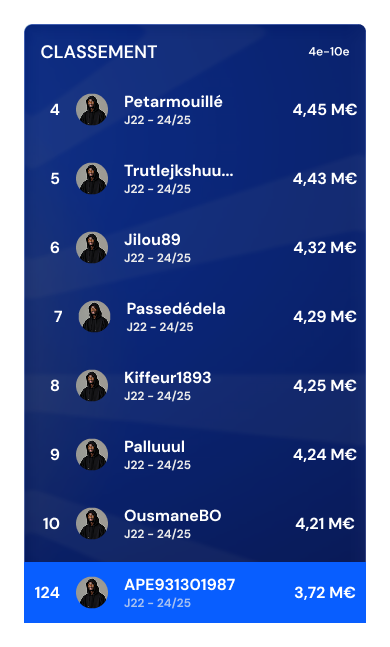 CLASSEMENT 4e-10e
4 Petarmouillé 4,45 M€
J22 - 24/25
5 Trutlejkshuu... 4,43 M€
J22 - 24/25
6 Jilou89 4,32 M€
J22 - 24/25
7 Passedédela 4,29 M€
J22 - 24/25
8 Kiffeur1893 4,25 M€
J22 - 24/25
9 Palluuul 4,24 M€
J22 - 24/25
10 OusmaneBO 4,21 M€
J22 - 24/25
124 APE931301987 3,72 M€
J22 - 24/25